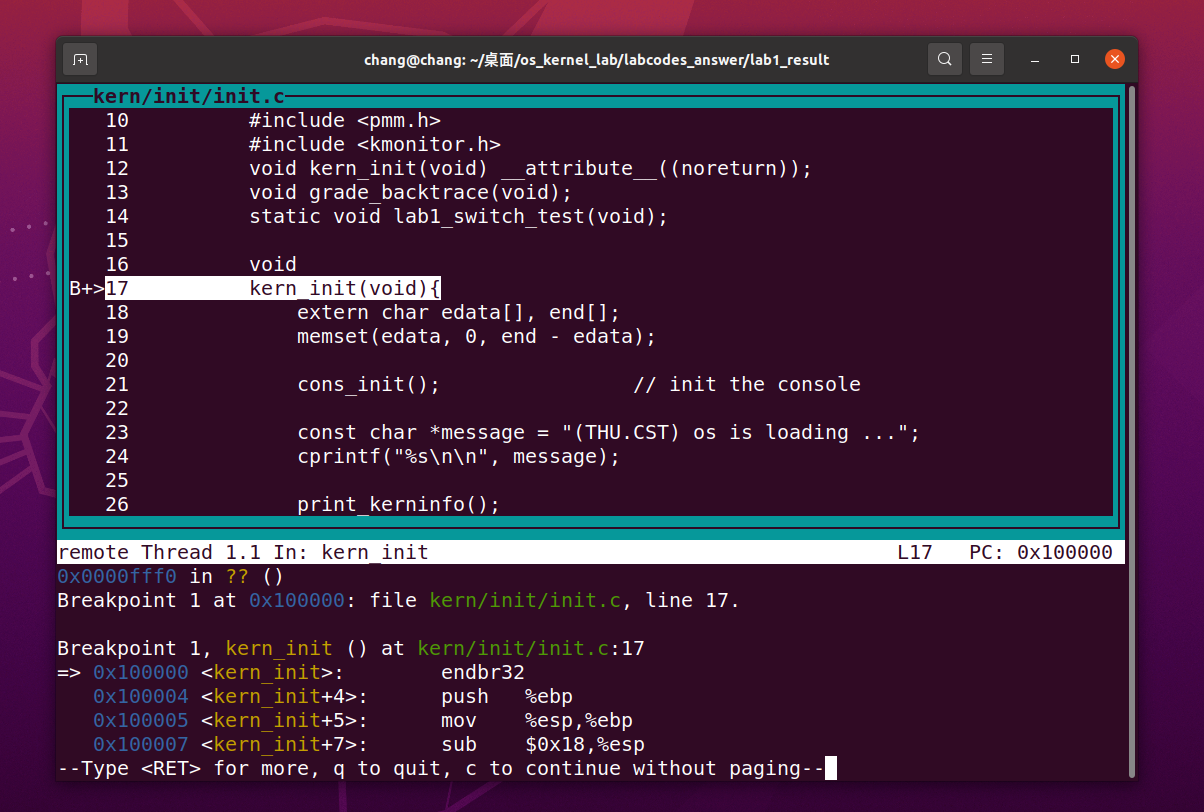 chang@chang: ~/桌面/os_kernel_lab/labcodes_answer/lab1_result
kern/init/init.c
10          #include <pmm.h>
11          #include <kmonitor.h>
12          void kern_init(void) __attribute__((noreturn));
13          void grade_backtrace(void);
14          static void lab1_switch_test(void);
15
16          void
B+>17          kern_init(void){
18              extern char edata[], end[];
19              memset(edata, 0, end - edata);
20
21              cons_init();                // init the console
22
23              const char *message = "(THU.CST) os is loading ...";
24              cprintf("%s\n\n", message);
25
26              print_kerninfo();
remote Thread 1.1 In: kern_init                                       L17   PC: 0x100000
0x0000fff0 in ?? ()
Breakpoint 1 at 0x100000: file kern/init/init.c, line 17.

Breakpoint 1, kern_init () at kern/init/init.c:17
=> 0x100000 <kern_init>:        endbr32
   0x100004 <kern_init+4>:      push   %ebp
   0x100005 <kern_init+5>:      mov    %esp,%ebp
   0x100007 <kern_init+7>:      sub    $0x18,%esp
--Type <RET> for more, q to quit, c to continue without paging--